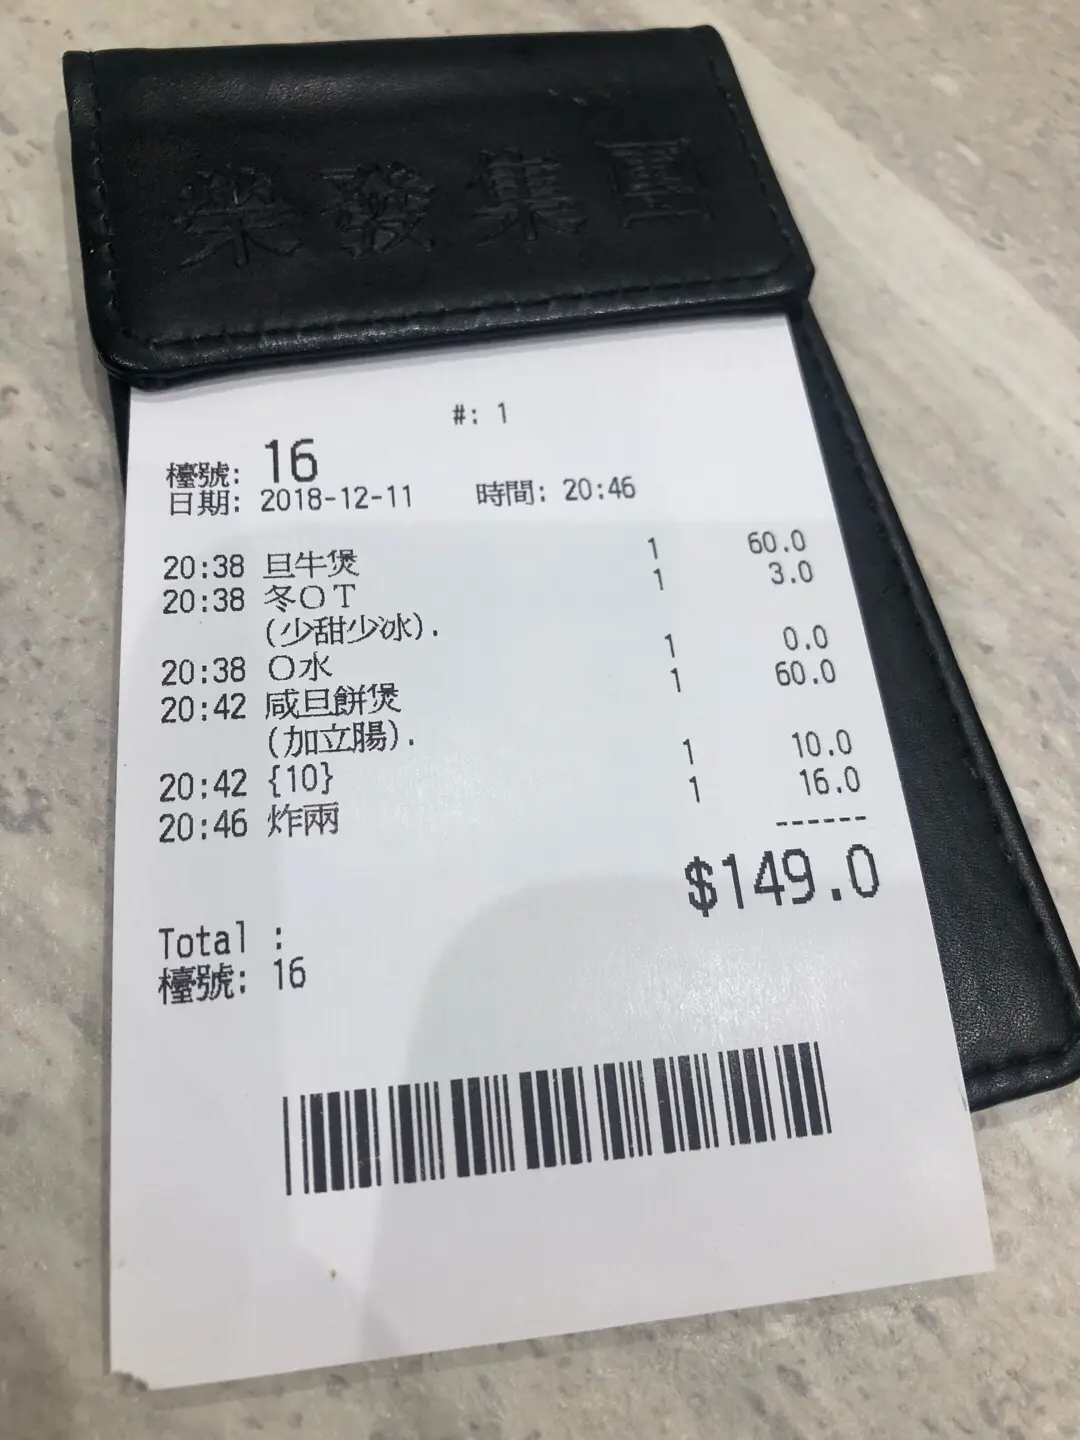 榮發集團
#: 1
檯號: 16
日期: 2018-12-11 時間: 20:46
20:38 旦牛煲 1 60.0
20:38 冬OT 1 3.0
(少甜少冰).
20:38 O水 1 0.0
20:42 咸旦餅煲 1 60.0
(加立腸).
20:42 {10} 1 10.0
20:46 炸兩 1 16.0
------
$149.0
Total :
檯號: 16